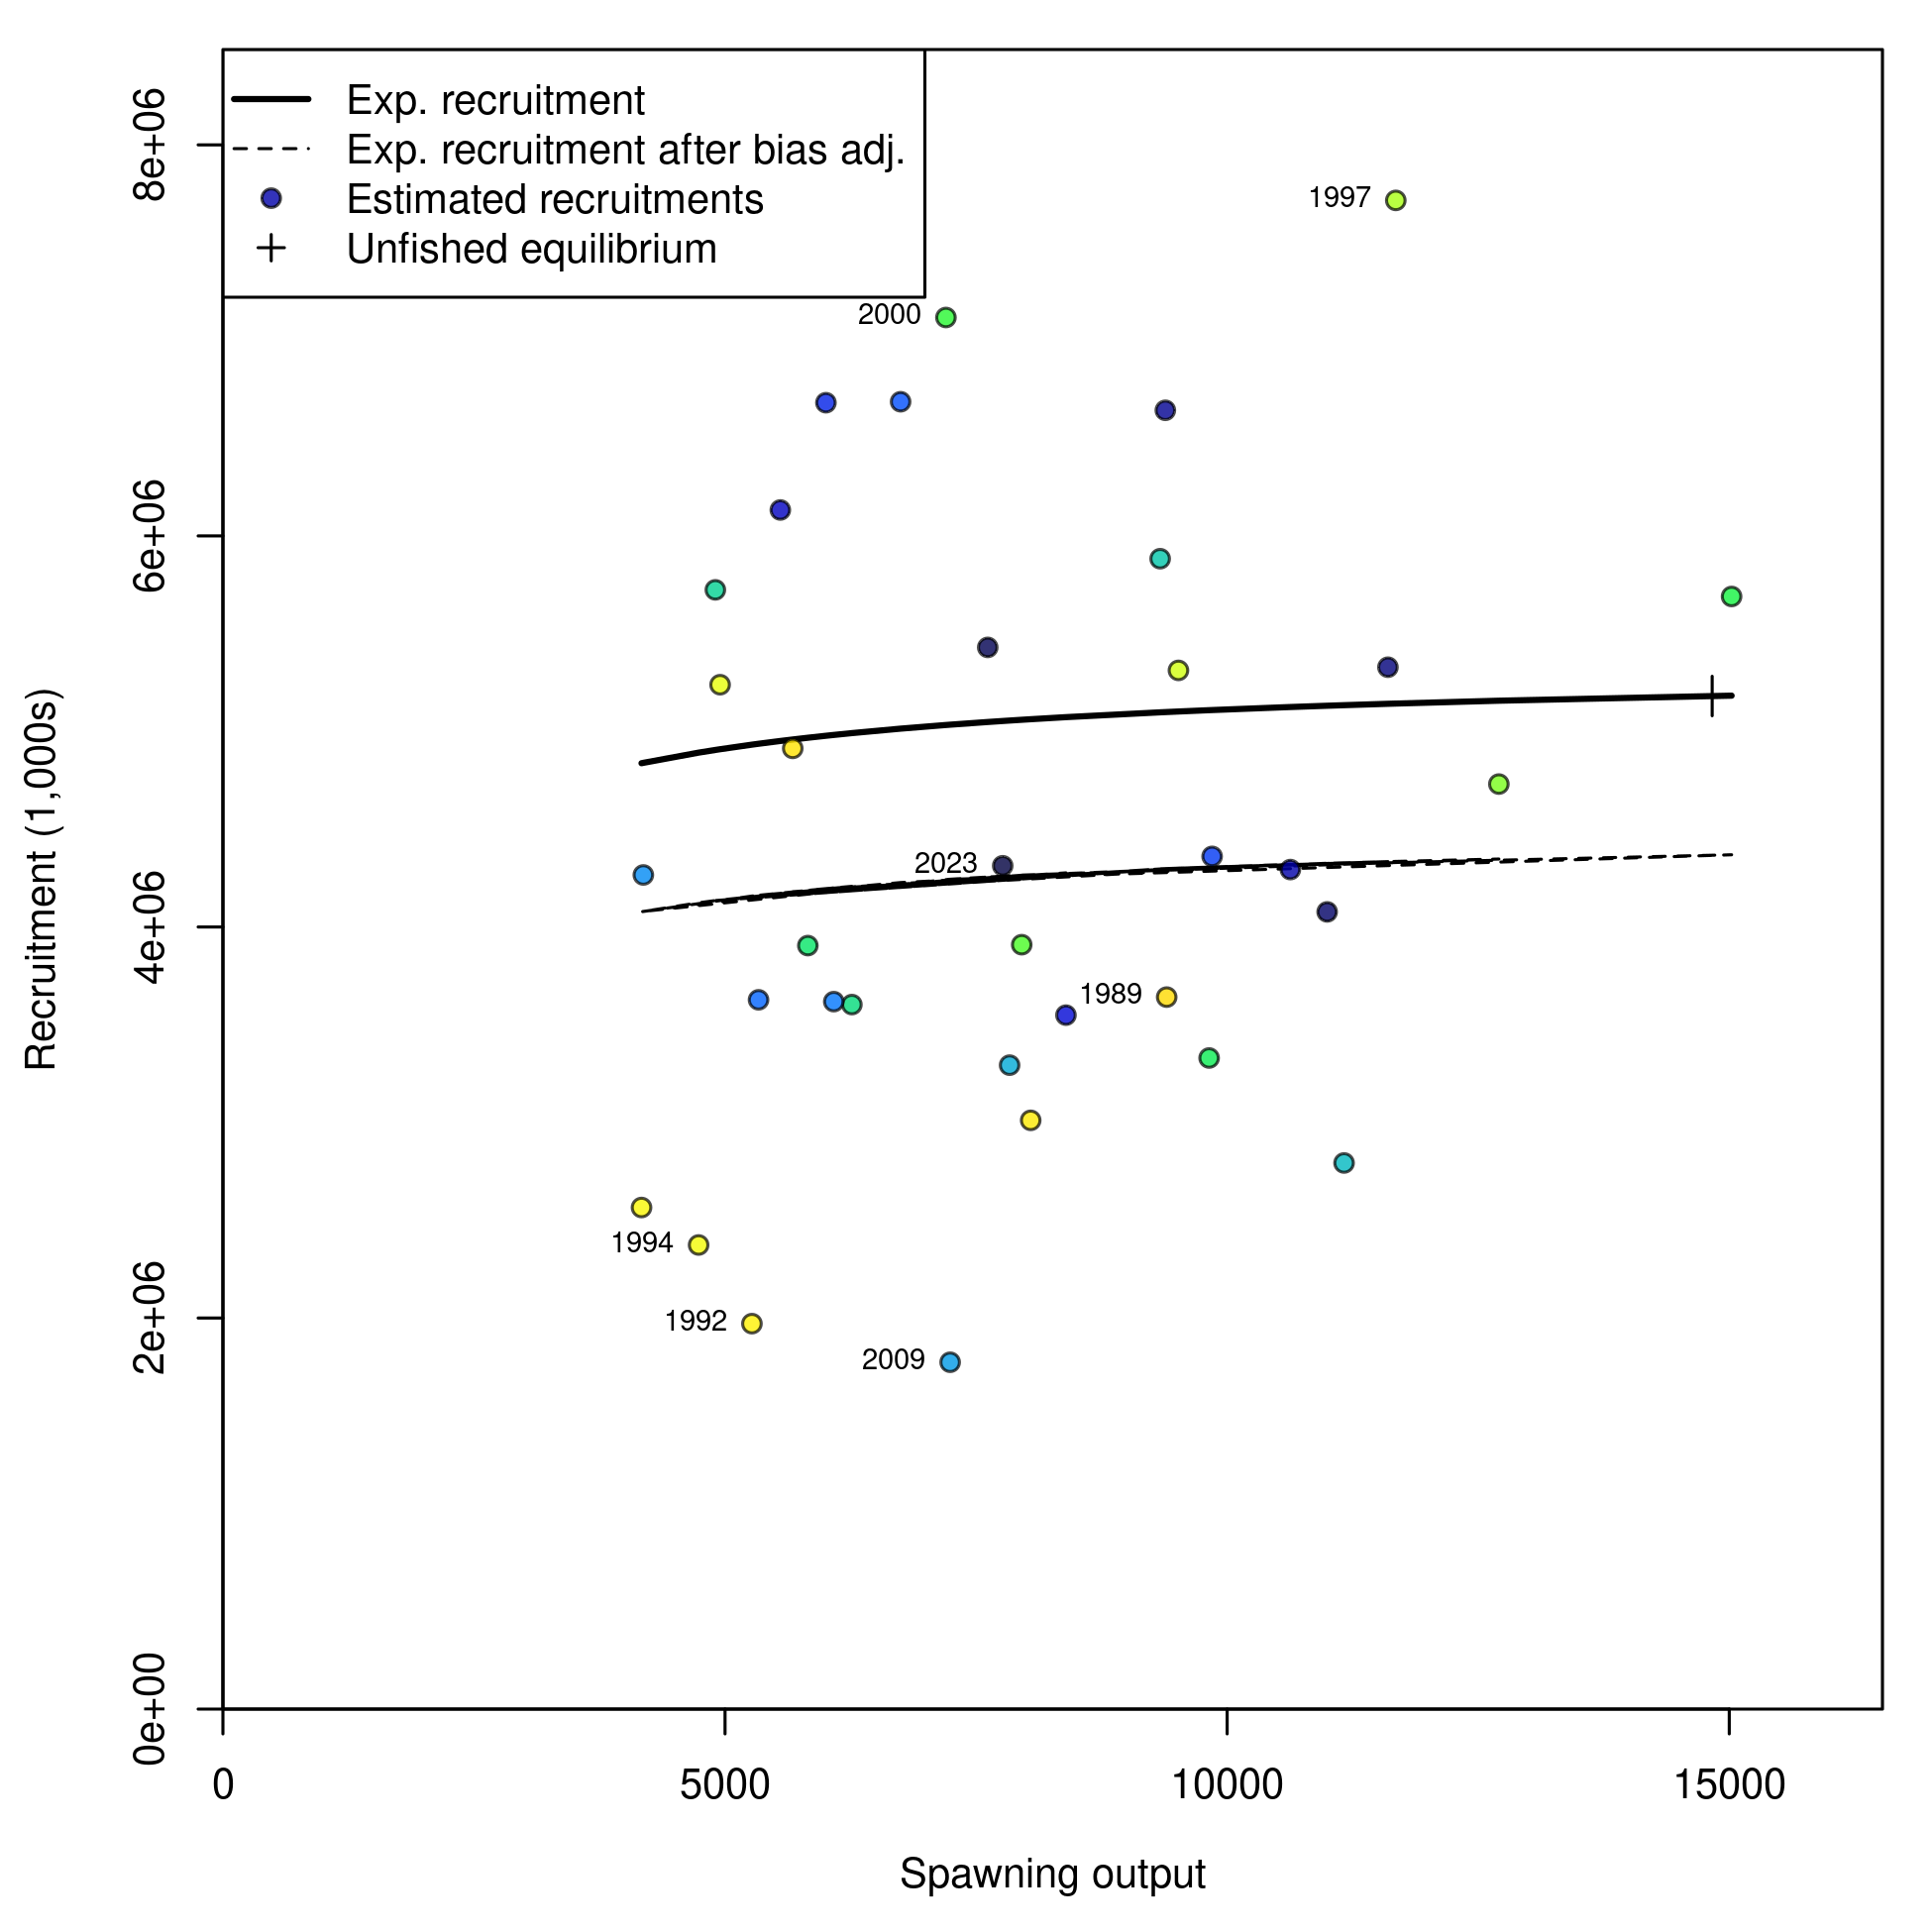 Exp. recruitment
Exp. recruitment after bias adj.
Estimated recruitments
Unfished equilibrium
8e+06
6e+06
4e+06
2e+06
0e+00
Recruitment (1,000s)
1997
2000
2023
1989
1994
1992
2009
0
5000
10000
15000
Spawning output